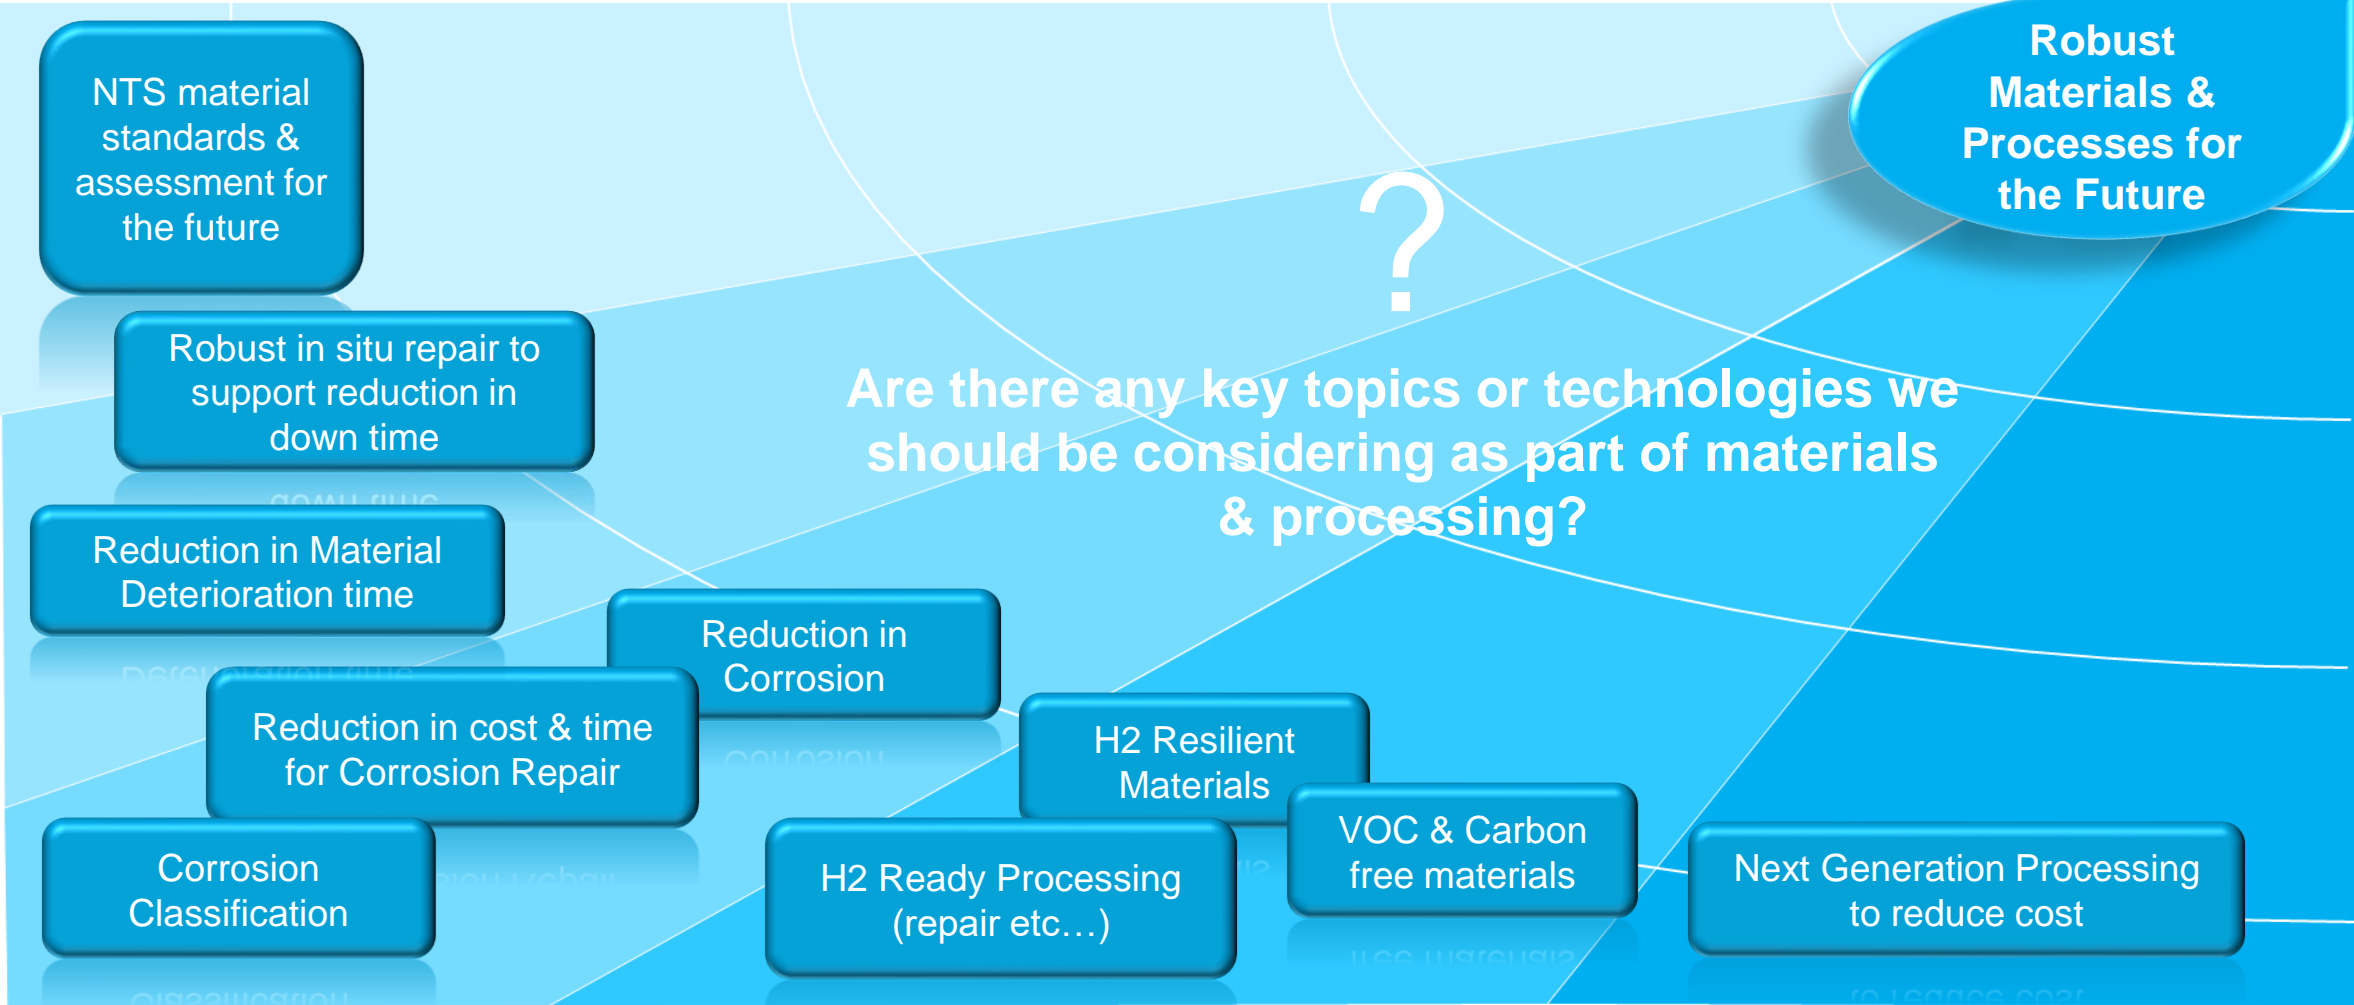 Robust
Materials &
Processes for
the Future
NTS material
standards &
assessment for
the future
?
Robust in situ repair to
support reduction in
down time
Are there any key topics or technologies we
should be considering as part of materials
& processing?
Reduction in Material
Deterioration time
Reduction in
Corrosion
Reduction in cost & time
for Corrosion Repair
H2 Resilient
Materials
VOC & Carbon
free materials
Corrosion
Classification
H2 Ready Processing
(repair etc…)
Next Generation Processing
to reduce cost